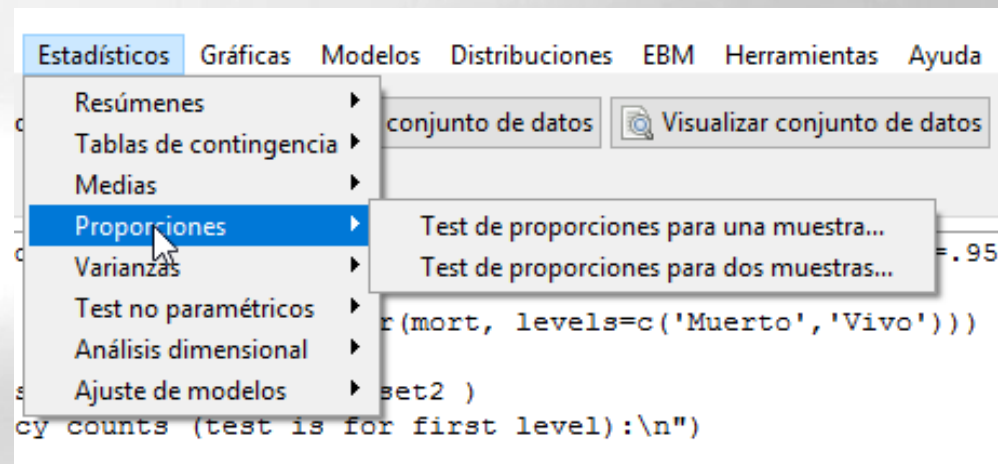 Estadísticos Gráficas Modelos Distribuciones EBM Herramientas Ayuda
Resúmenes
conjunto de datos Visualizar conjunto de datos
Tablas de contingencia
Medias
Proporciones
Test de proporciones para una muestra...
=.95
Varianzas
Test de proporciones para dos muestras...
Test no paramétricos
r(mort, levels=c('Muerto','Vivo')))
Análisis dimensional
Ajuste de modelos
set2 )
cy counts (test is for first level):\n")